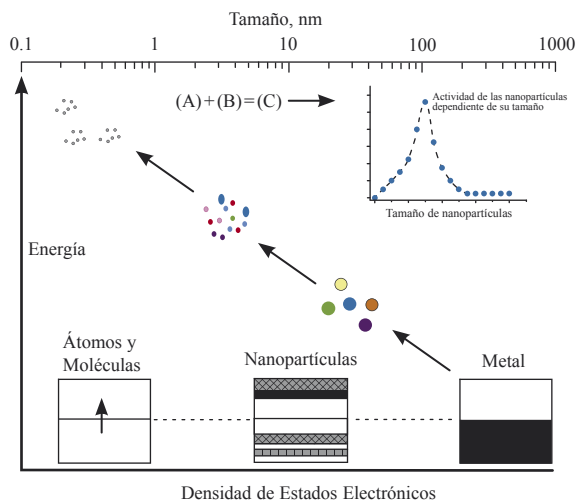 Tamaño, nm
0.1 1 10 100 1000
(A) + (B) = (C)
Actividad de las nanopartículas
dependiente de su tamaño
Tamaño de nanoparticulas
Energía
Átomos y
Moléculas
Nanopartículas
Metal
Densidad de Estados Electrónicos